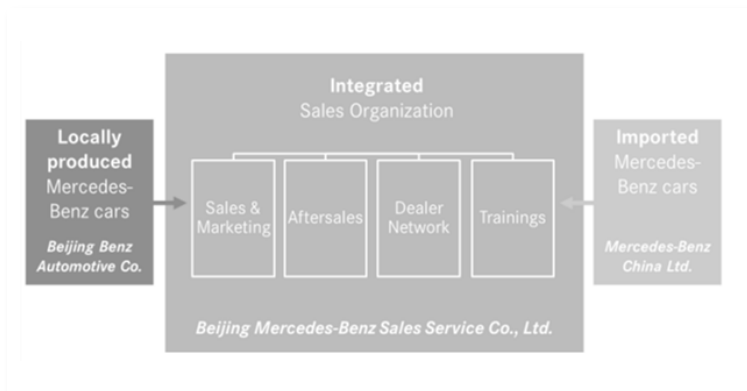 Integrated
Sales Organization
Locally
produced
Mercedes-
Benz cars
Beijing Benz
Automotive Co.
Sales &
Marketing
Aftersales
Dealer
Network
Trainings
Imported
Mercedes-
Benz cars
Mercedes-Benz
China Ltd.
Beijing Mercedes-Benz Sales Service Co., Ltd.